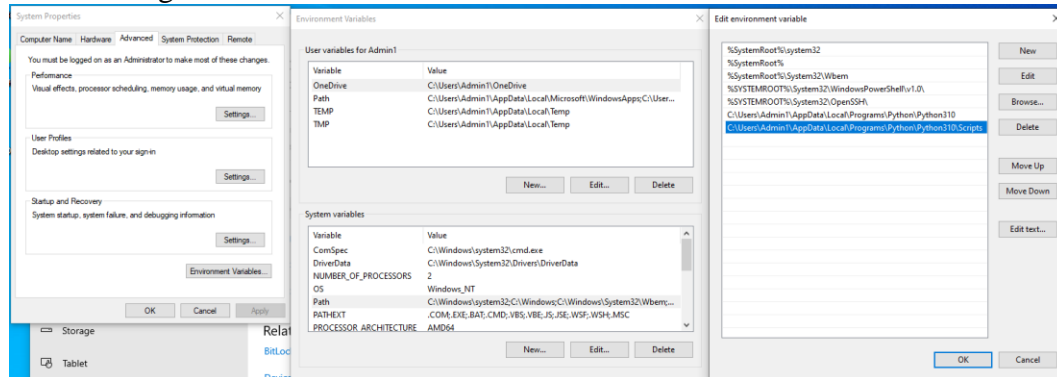 System Properties
Computer Name Hardware Advanced System Protection Remote
You must be logged on as an Administrator to make most of these changes.
Performance
Visual effects, processor scheduling, memory usage, and virtual memory
Settings...
User Profiles
Desktop settings related to your sign-in
Settings...
Startup and Recovery
System startup, system failure, and debugging information
Settings...
Environment Variables...
OK Cancel Apply
Storage
Tablet
Relat
BitLoc
Environment Variables
User variables for Admin1
Variable Value
OneDrive C:\Users\Admin1\OneDrive
Path C:\Users\Admin1\AppData\Local\Microsoft\WindowsApps;C:\User...
TEMP C:\Users\Admin1\AppData\Local\Temp
TMP C:\Users\Admin1\AppData\Local\Temp
New... Edit... Delete
System variables
Variable Value
ComSpec C:\Windows\system32\cmd.exe
DriverData C:\Windows\System32\Drivers\DriverData
NUMBER_OF_PROCESSORS 2
OS Windows_NT
Path C:\Windows\system32;C:\Windows;C:\Windows\System32\Wbem;...
PATHEXT .COM;.EXE;.BAT;.CMD;.VBS;.VBE;.JS;.JSE;.WSF;.WSH;.MSC
PROCESSOR_ARCHITECTURE AMD64
New... Edit... Delete
Edit environment variable
%SystemRoot%\system32
%SystemRoot%
%SystemRoot%\System32\Wbem
%SYSTEMROOT%\System32\WindowsPowerShell\v1.0\
%SYSTEMROOT%\System32\OpenSSH\
C:\Users\Admin1\AppData\Local\Programs\Python\Python310
C:\Users\Admin1\AppData\Local\Programs\Python\Python310\Scripts
New
Edit
Browse...
Delete
Move Up
Move Down
Edit text...
OK Cancel